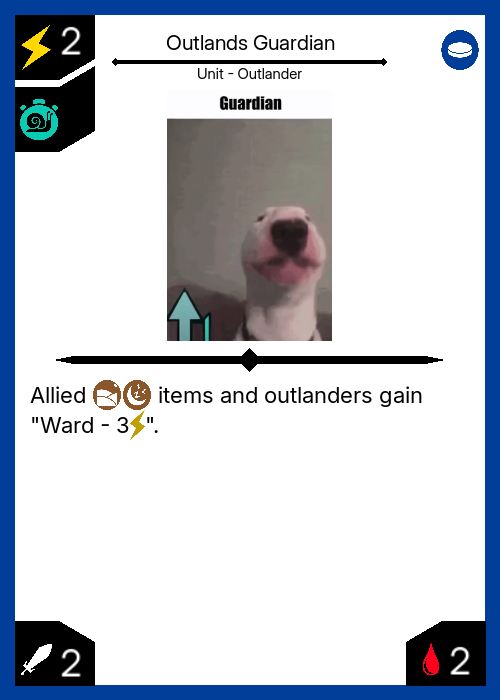 2
Outlands Guardian
Unit - Outlander
Guardian
Allied items and outlanders gain
"Ward - 3".
2
2